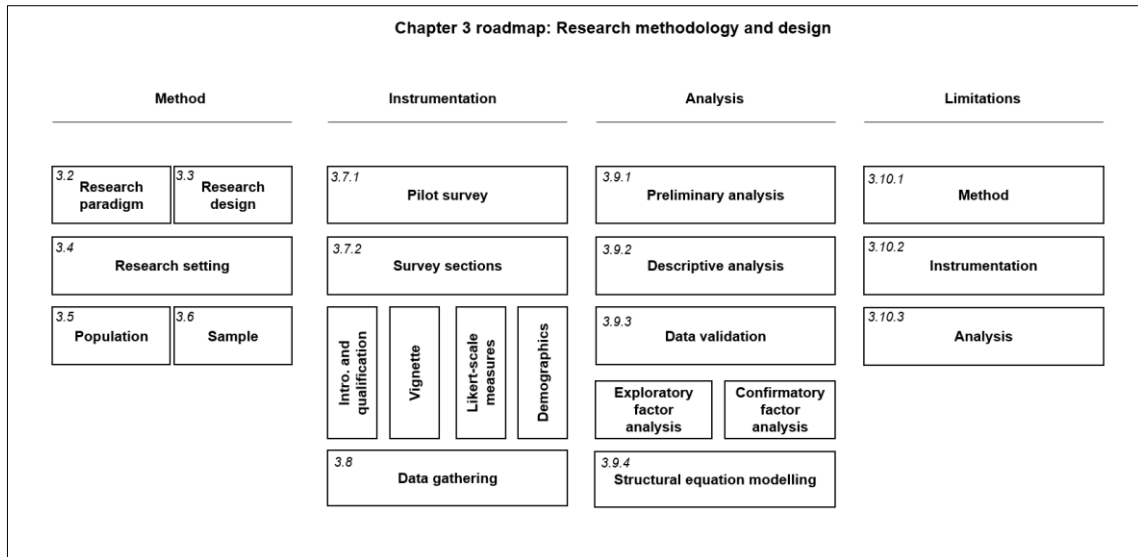 Chapter 3 roadmap: Research methodology and design
Method
3.2
Research
paradigm
3.3
Research
design
3.4
Research setting
3.5
Population
3.6
Sample
Instrumentation
3.7.1
Pilot survey
3.7.2
Survey sections
Intro. and
qualification
Vignette
Likert-scale
measures
Demographics
3.8
Data gathering
Analysis
3.9.1
Preliminary analysis
3.9.2
Descriptive analysis
3.9.3
Data validation
Exploratory
factor
analysis
Confirmatory
factor
analysis
3.9.4
Structural equation modelling
Limitations
3.10.1
Method
3.10.2
Instrumentation
3.10.3
Analysis